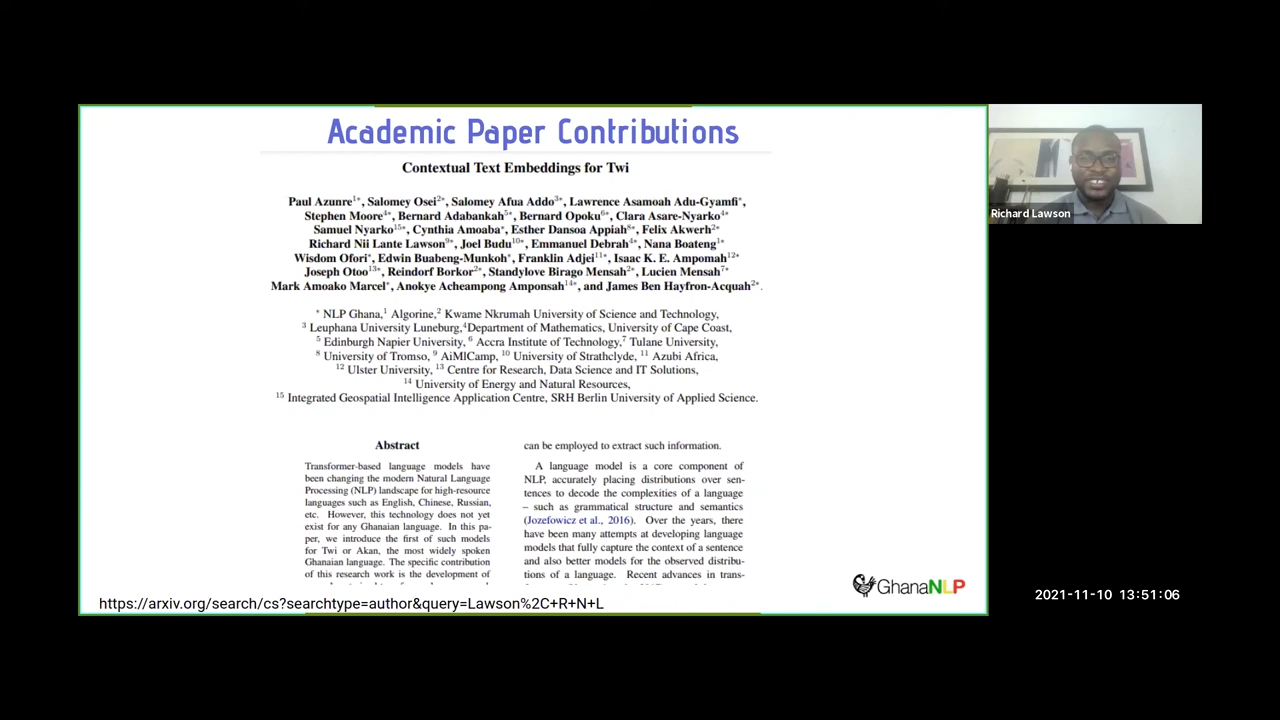 Academic Paper Contributions
Contextual Text Embeddings for Twi
Paul Azunre1*, Salomey Osei2*, Salomey Afua Addo3*, Lawrence Asamoah Adu-Gyamfi*,
Stephen Moore4*, Bernard Adabankah5*, Bernard Opoku6*, Clara Asare-Nyarko4*
Samuel Nyarko15*, Cynthia Amoaba*, Esther Dansoa Appiah8*, Felix Akwerh2*
Richard Nii Lante Lawson9*, Joel Budu10*, Emmanuel Debrah4*, Nana Boateng1*
Wisdom Ofori*, Edwin Buabeng-Munkoh*, Franklin Adjei11*, Isaac K. E. Ampomah12*
Joseph Otoo13*, Reindorf Borkor2*, Standylove Birago Mensah2*, Lucien Mensah7*
Mark Amoako Marcel*, Anokye Acheampong Amponsah14*, and James Ben Hayfron-Acquah2*.
* NLP Ghana,1 Algorine,2 Kwame Nkrumah University of Science and Technology,
3 Leuphana University Luneburg,4Department of Mathematics, University of Cape Coast,
5 Edinburgh Napier University, 6 Accra Institute of Technology,7 Tulane University,
8 University of Tromso, 9 AiMlCamp, 10 University of Strathclyde, 11 Azubi Africa,
12 Ulster University, 13 Centre for Research, Data Science and IT Solutions,
14 University of Energy and Natural Resources,
15 Integrated Geospatial Intelligence Application Centre, SRH Berlin University of Applied Science.
Abstract
Transformer-based language models have
been changing the modern Natural Language
Processing (NLP) landscape for high-resource
languages such as English, Chinese, Russian,
etc. However, this technology does not yet
exist for any Ghanaian language. In this pa-
per, we introduce the first of such models
for Twi or Akan, the most widely spoken
Ghanaian language. The specific contribution
of this research work is the development of
can be employed to extract such information.
A language model is a core component of
NLP, accurately placing distributions over sen-
tences to decode the complexities of a language
– such as grammatical structure and semantics
(Jozefowicz et al., 2016). Over the years, there
have been many attempts at developing language
models that fully capture the context of a sentence
and also better models for the observed distribu-
tions of a language. Recent advances in trans-
https://arxiv.org/search/cs?searchtype=author&query=Lawson%2C+R+N+L
GhanaNLP
Richard Lawson
2021-11-10 13:51:06